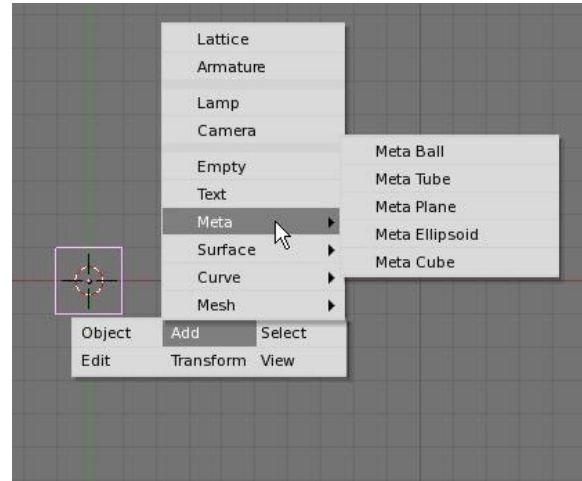 Lattice
Armature
Lamp
Camera
Empty
Text
Meta
Surface
Curve
Mesh
Meta Ball
Meta Tube
Meta Plane
Meta Ellipsoid
Meta Cube
Object Add Select
Edit Transform View